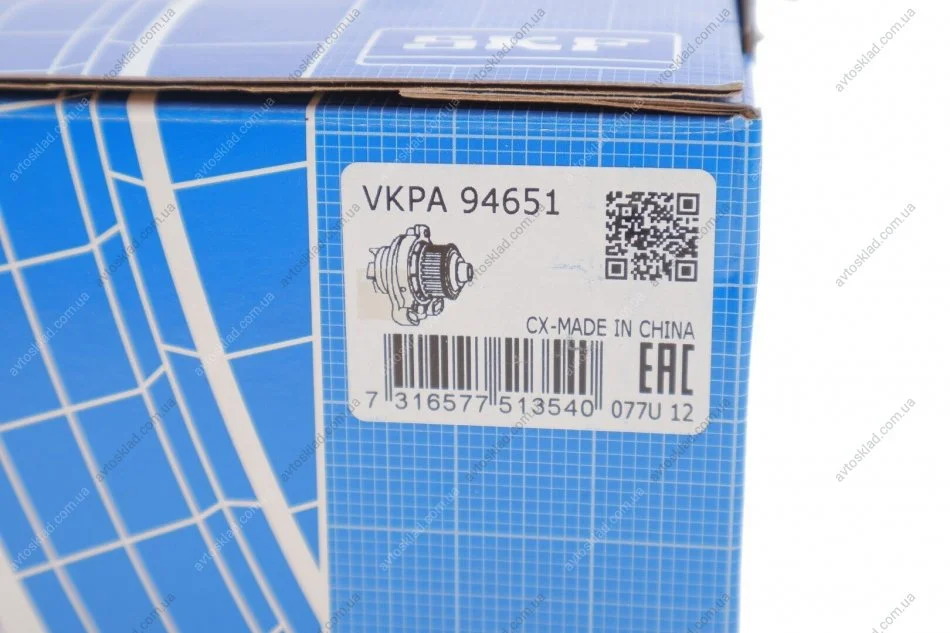 SKF
VKPA 94651
CX-MADE IN CHINA
EAC
7 316577 513540
077U 12
avtosklad.com.ua